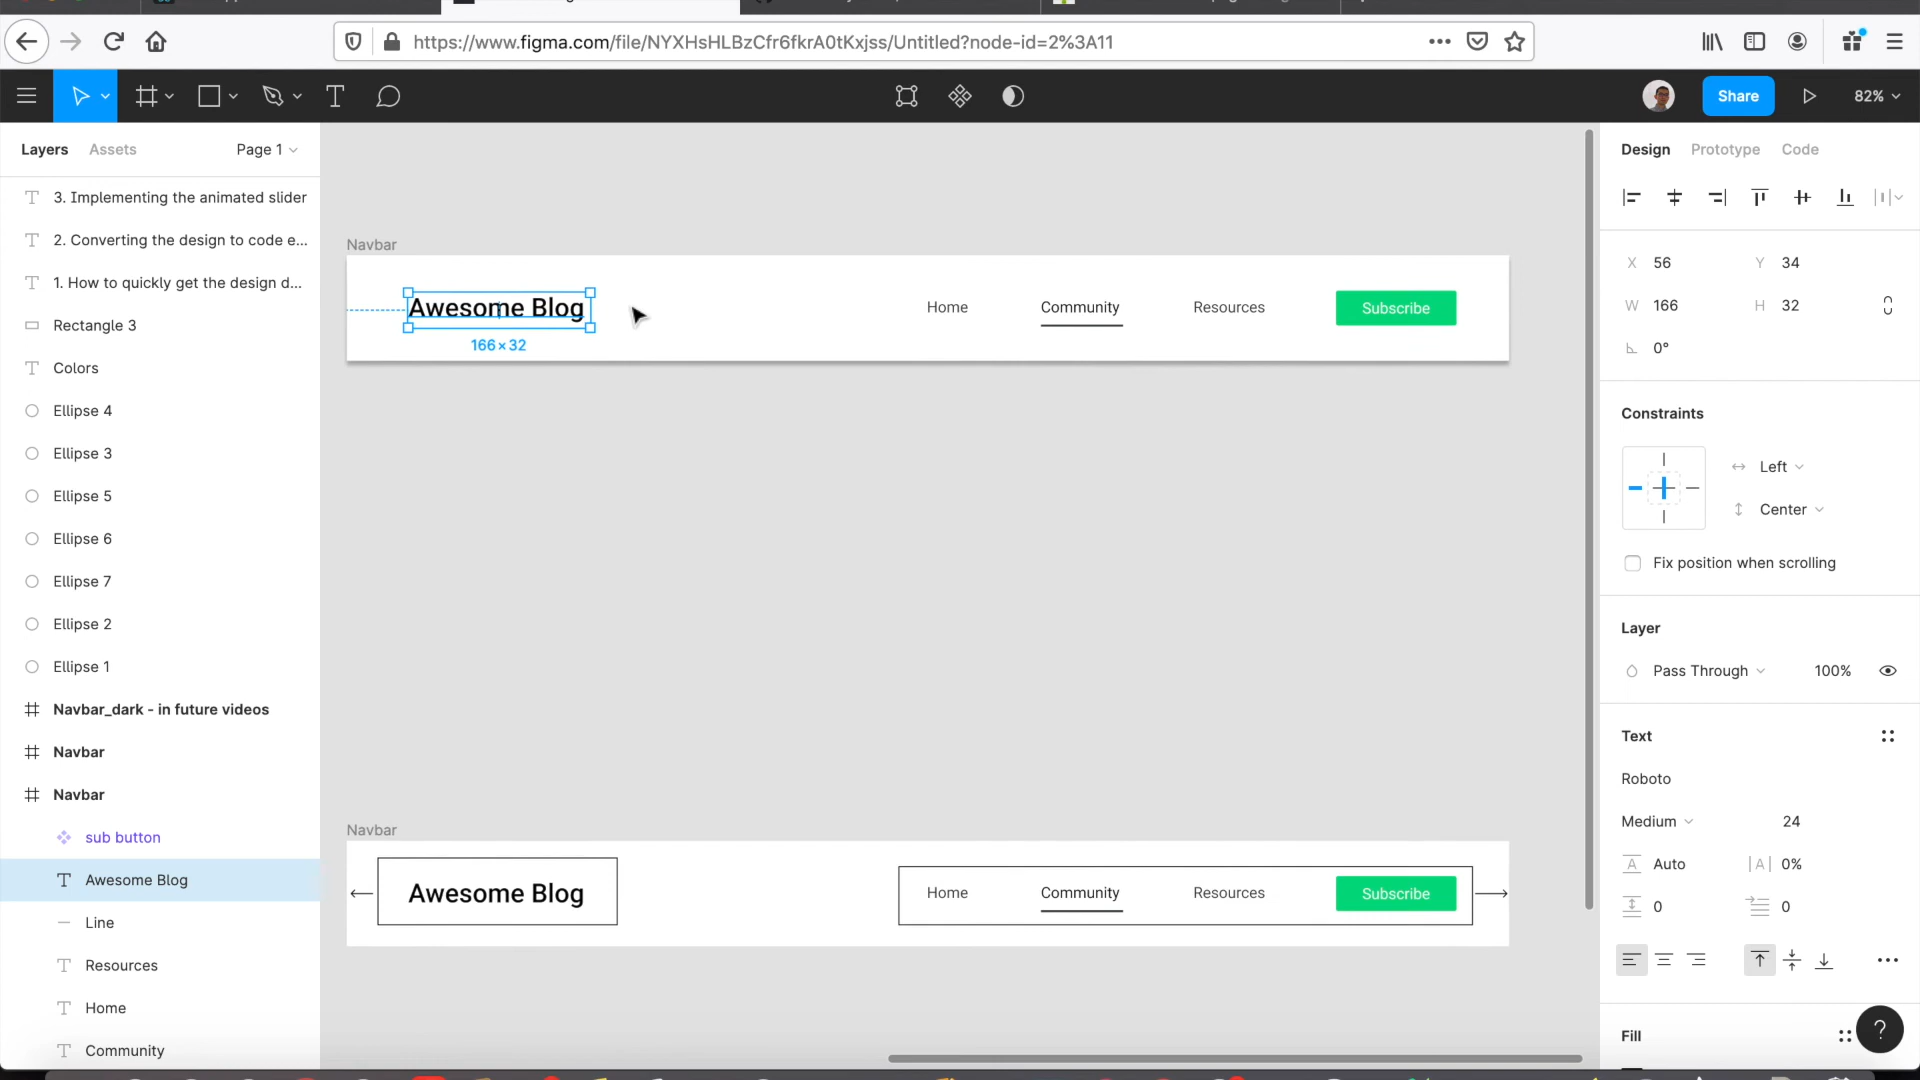 https://www.figma.com/file/NYXHsHLBzCfr6fkrA0tKxjss/Untitled?node-id=2%3A11
Share
82%
Layers
Assets
Page 1
Design
Prototype
Code
3. Implementing the animated slider
2. Converting the design to code e...
1. How to quickly get the design d...
Rectangle 3
Colors
Ellipse 4
Ellipse 3
Ellipse 5
Ellipse 6
Ellipse 7
Ellipse 2
Ellipse 1
Navbar_dark - in future videos
Navbar
Navbar
sub button
Awesome Blog
Line
Resources
Home
Community
Navbar
Awesome Blog
166 × 32
Home
Community
Resources
Subscribe
Navbar
Awesome Blog
Home
Community
Resources
Subscribe
X 56
Y 34
W 166
H 32
0°
Constraints
Left
Center
Fix position when scrolling
Layer
Pass Through
100%
Text
Roboto
Medium
24
A Auto
|A| 0%
0
0
Fill
?